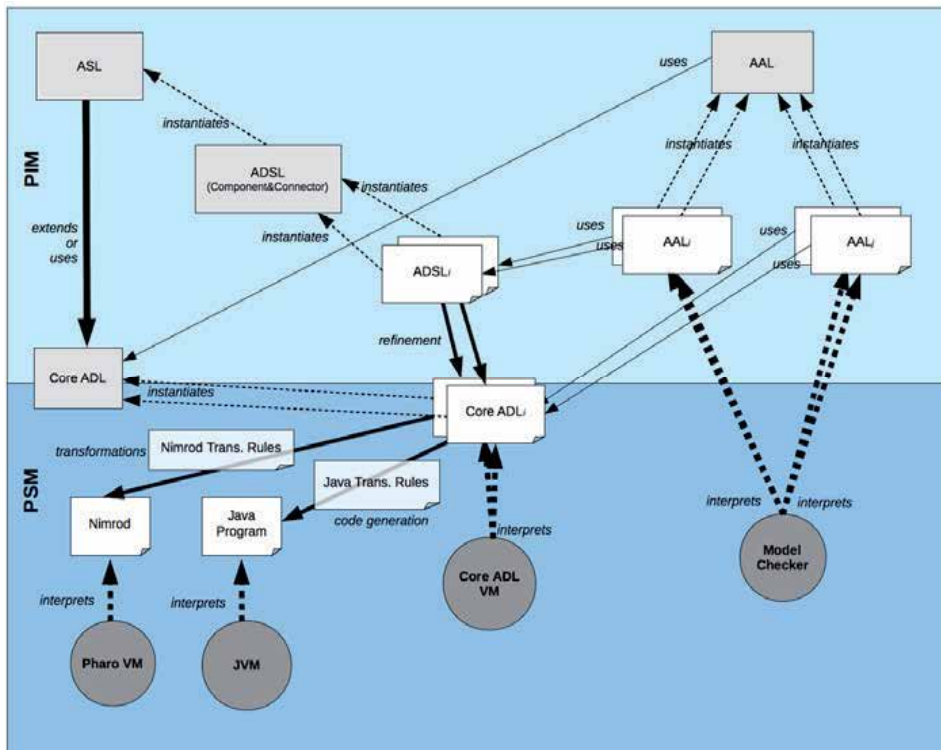 ASL
uses
AAL
instantiates
instantiates
instantiates
ADSL
(Component&Connector)
instantiates
PIM
instantiates
extends
or
uses
ADSLi
uses
uses
AALi
uses
uses
AALj
refinement
Core ADL
instantiates
Core ADLi
transformations
Nimrod Trans. Rules
Java Trans. Rules
PSM
Nimrod
Java
Program
code generation
interprets
interprets
interprets
Core ADL
VM
Model
Checker
interprets
interprets
Pharo VM
JVM